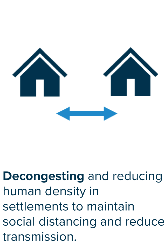 Decongesting and reducing
human density in
settlements to maintain
social distancing and reduce
transmission.